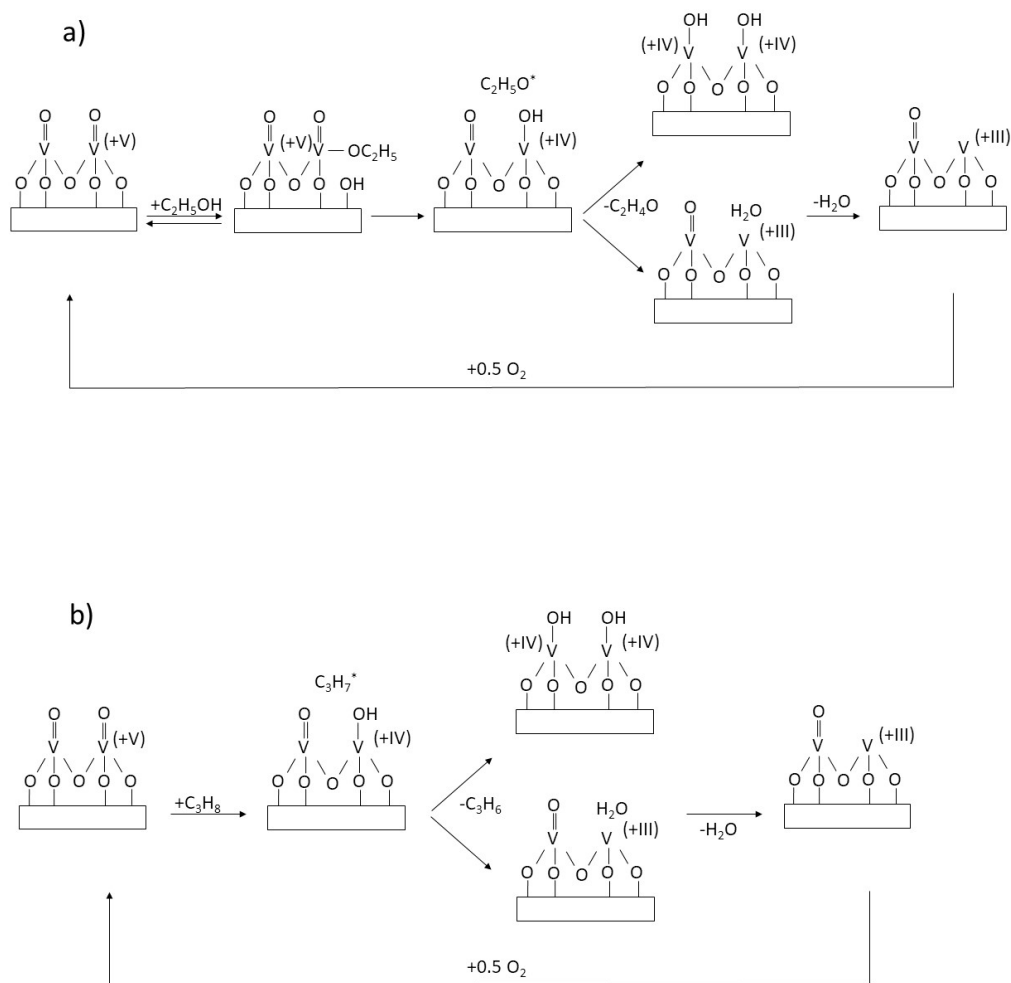 a)
OH OH
(+IV) V V (+IV)
O O O O O
C₂H₅O*
O O
V V (+V)
O O O O O
+C₂H₅OH
O O
V (+V) V OC₂H₅
O O O O OH
O OH
V V (+IV)
O O O O O
-C₂H₄O
O H₂O
V V (+III)
O O O O O
-H₂O
O
V V (+III)
O O O O O
+0.5 O₂
b)
OH OH
(+IV) V V (+IV)
O O O O O
C₃H₇*
O O
V V (+V)
O O O O O
+C₃H₈
O OH
V V (+IV)
O O O O O
-C₃H₆
O H₂O
V V (+III)
O O O O O
-H₂O
O
V V (+III)
O O O O O
+0.5 O₂